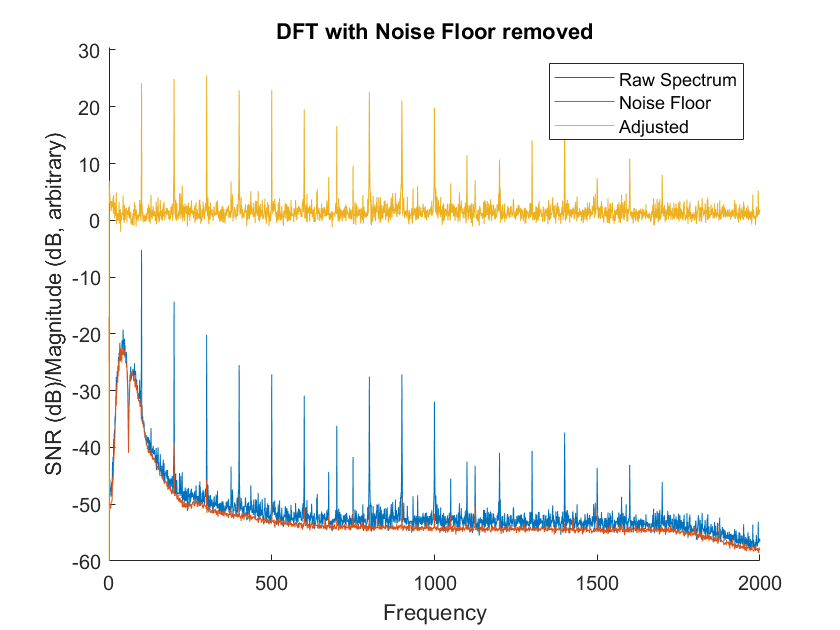 DFT with Noise Floor removed
SNR (dB)/Magnitude (dB, arbitrary)
30
20
10
0
-10
-20
-30
-40
-50
-60
Raw Spectrum
Noise Floor
Adjusted
0
500
1000
1500
2000
Frequency